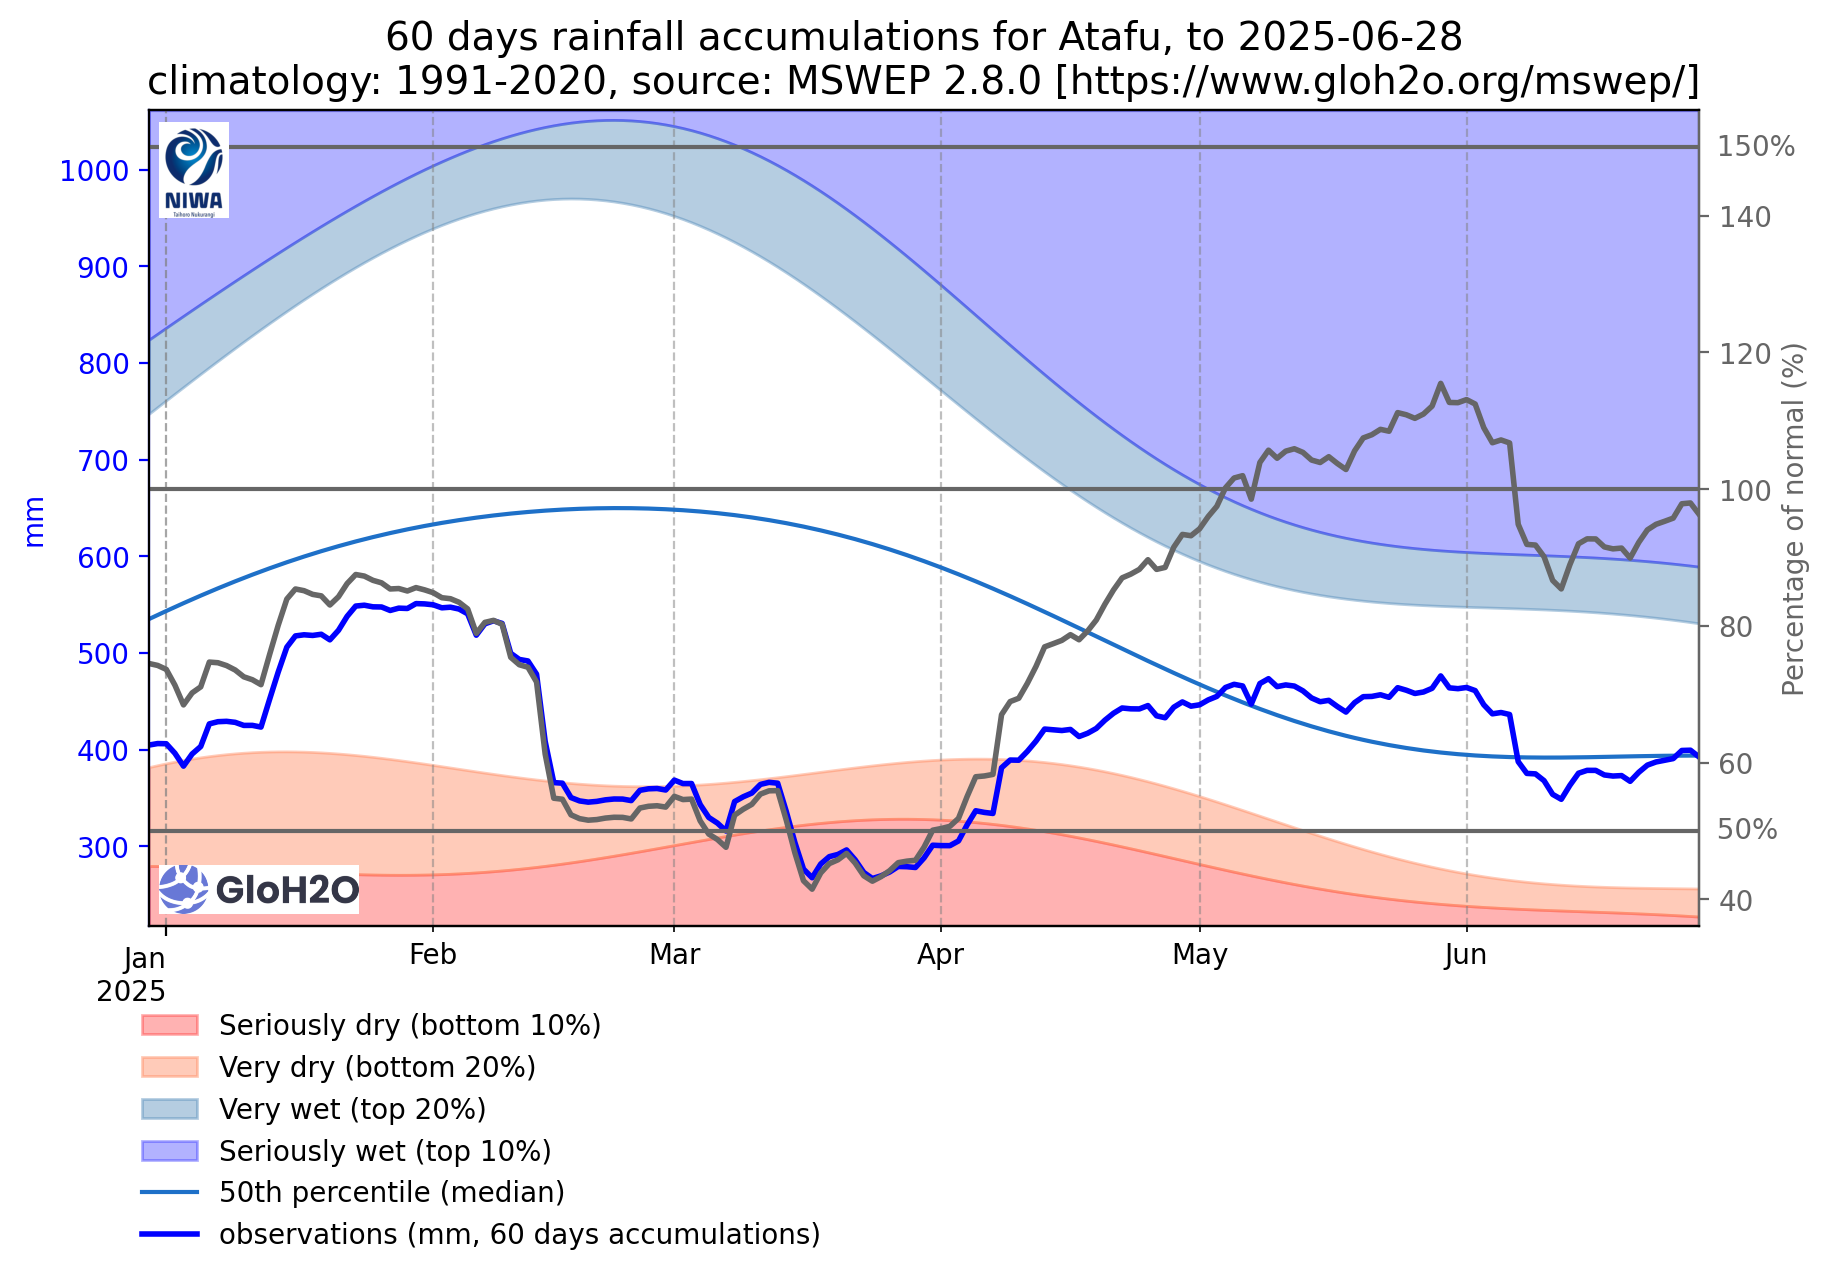 60 days rainfall accumulations for Atafu, to 2025-06-28
climatology: 1991-2020, source: MSWEP 2.8.0 [https://www.gloh2o.org/mswep/]
NIWA
Taihoro Nukurangi
1000
900
800
700
600
500
400
300
mm
150%
140
120
100
80
60
50%
40
Percentage of normal (%)
GloH2O
Jan
2025
Feb
Mar
Apr
May
Jun
Seriously dry (bottom 10%)
Very dry (bottom 20%)
Very wet (top 20%)
Seriously wet (top 10%)
50th percentile (median)
observations (mm, 60 days accumulations)